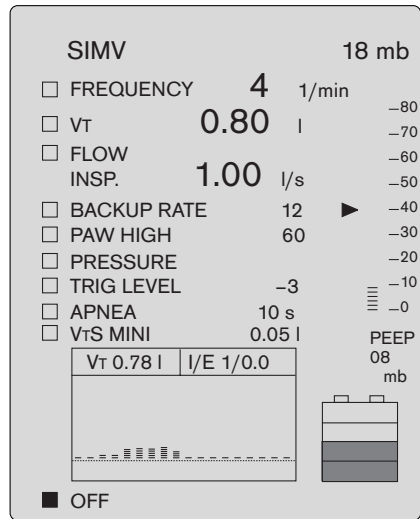 SIMV 18 mb
FREQUENCY 4 1/min
VT 0.80 l
FLOW
INSP. 1.00 l/s
BACKUP RATE 12
PAW HIGH 60
PRESSURE
TRIG LEVEL –3
APNEA 10 s
VTS MINI 0.05 l
–80
–70
–60
–50
–40
–30
–20
–10
–0
PEEP
08
mb
VT 0.78 l I/E 1/0.0
OFF